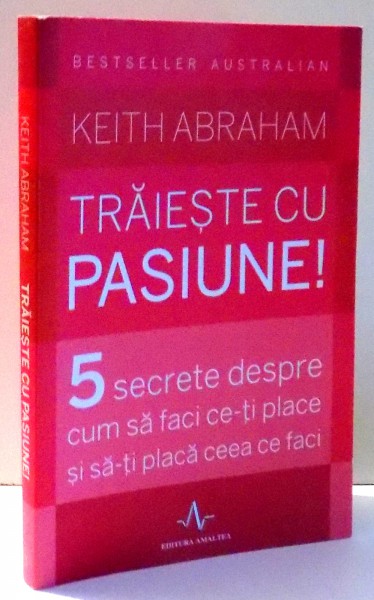 BESTSELLER AUSTRALIAN
KEITH ABRAHAM
TRĂIEȘTE CU
PASIUNE!
5 secrete despre
cum să faci ce-ți place
și să-ți placă ceea ce faci
EDITURA AMALTEA
KEITH ABRAHAM TRĂIEȘTE CU PASIUNE!